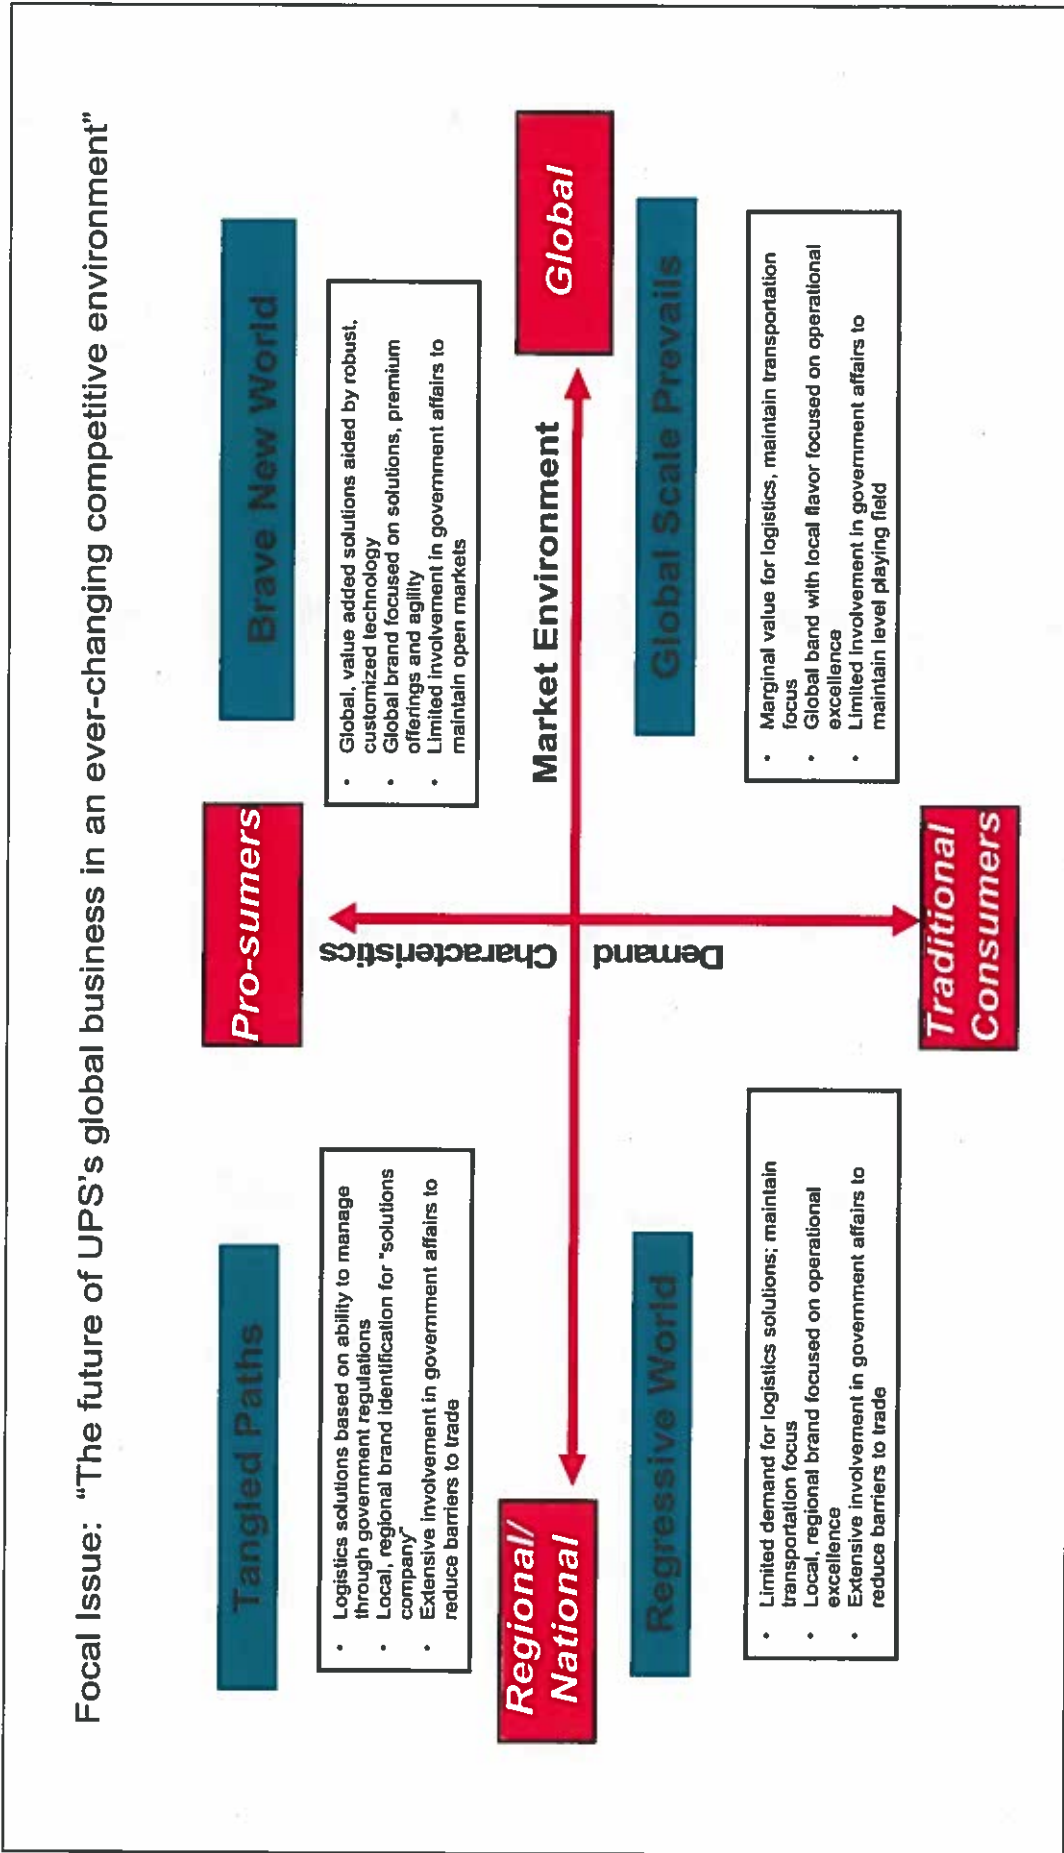 Focal Issue: “The future of UPS’s global business in an ever-changing competitive environment”
Tangled Paths
• Logistics solutions based on ability to manage
through government regulations
• Local, regional brand identification for “solutions
company”
• Extensive involvement in government affairs to
reduce barriers to trade
Pro-sumers
Brave New World
• Global, value added solutions aided by robust,
customized technology
• Global brand focused on solutions, premium
offerings and agility
• Limited involvement in government affairs to
maintain open markets
Regional/
National
Demand
Characteristics
Market Environment
Global
Regressive World
• Limited demand for logistics solutions; maintain
transportation focus
• Local, regional brand focused on operational
excellence
• Extensive involvement in government affairs to
reduce barriers to trade
Traditional
Consumers
Global Scale Prevails
• Marginal value for logistics, maintain transportation
focus
• Global band with local flavor focused on operational
excellence
• Limited involvement in government affairs to
maintain level playing field